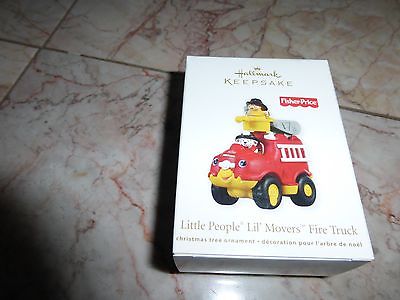 Hallmark
KEEPSAKE
Fisher-Price
Little People® Lil' Movers™ Fire Truck
christmas tree ornament • décoration pour l'arbre de noël